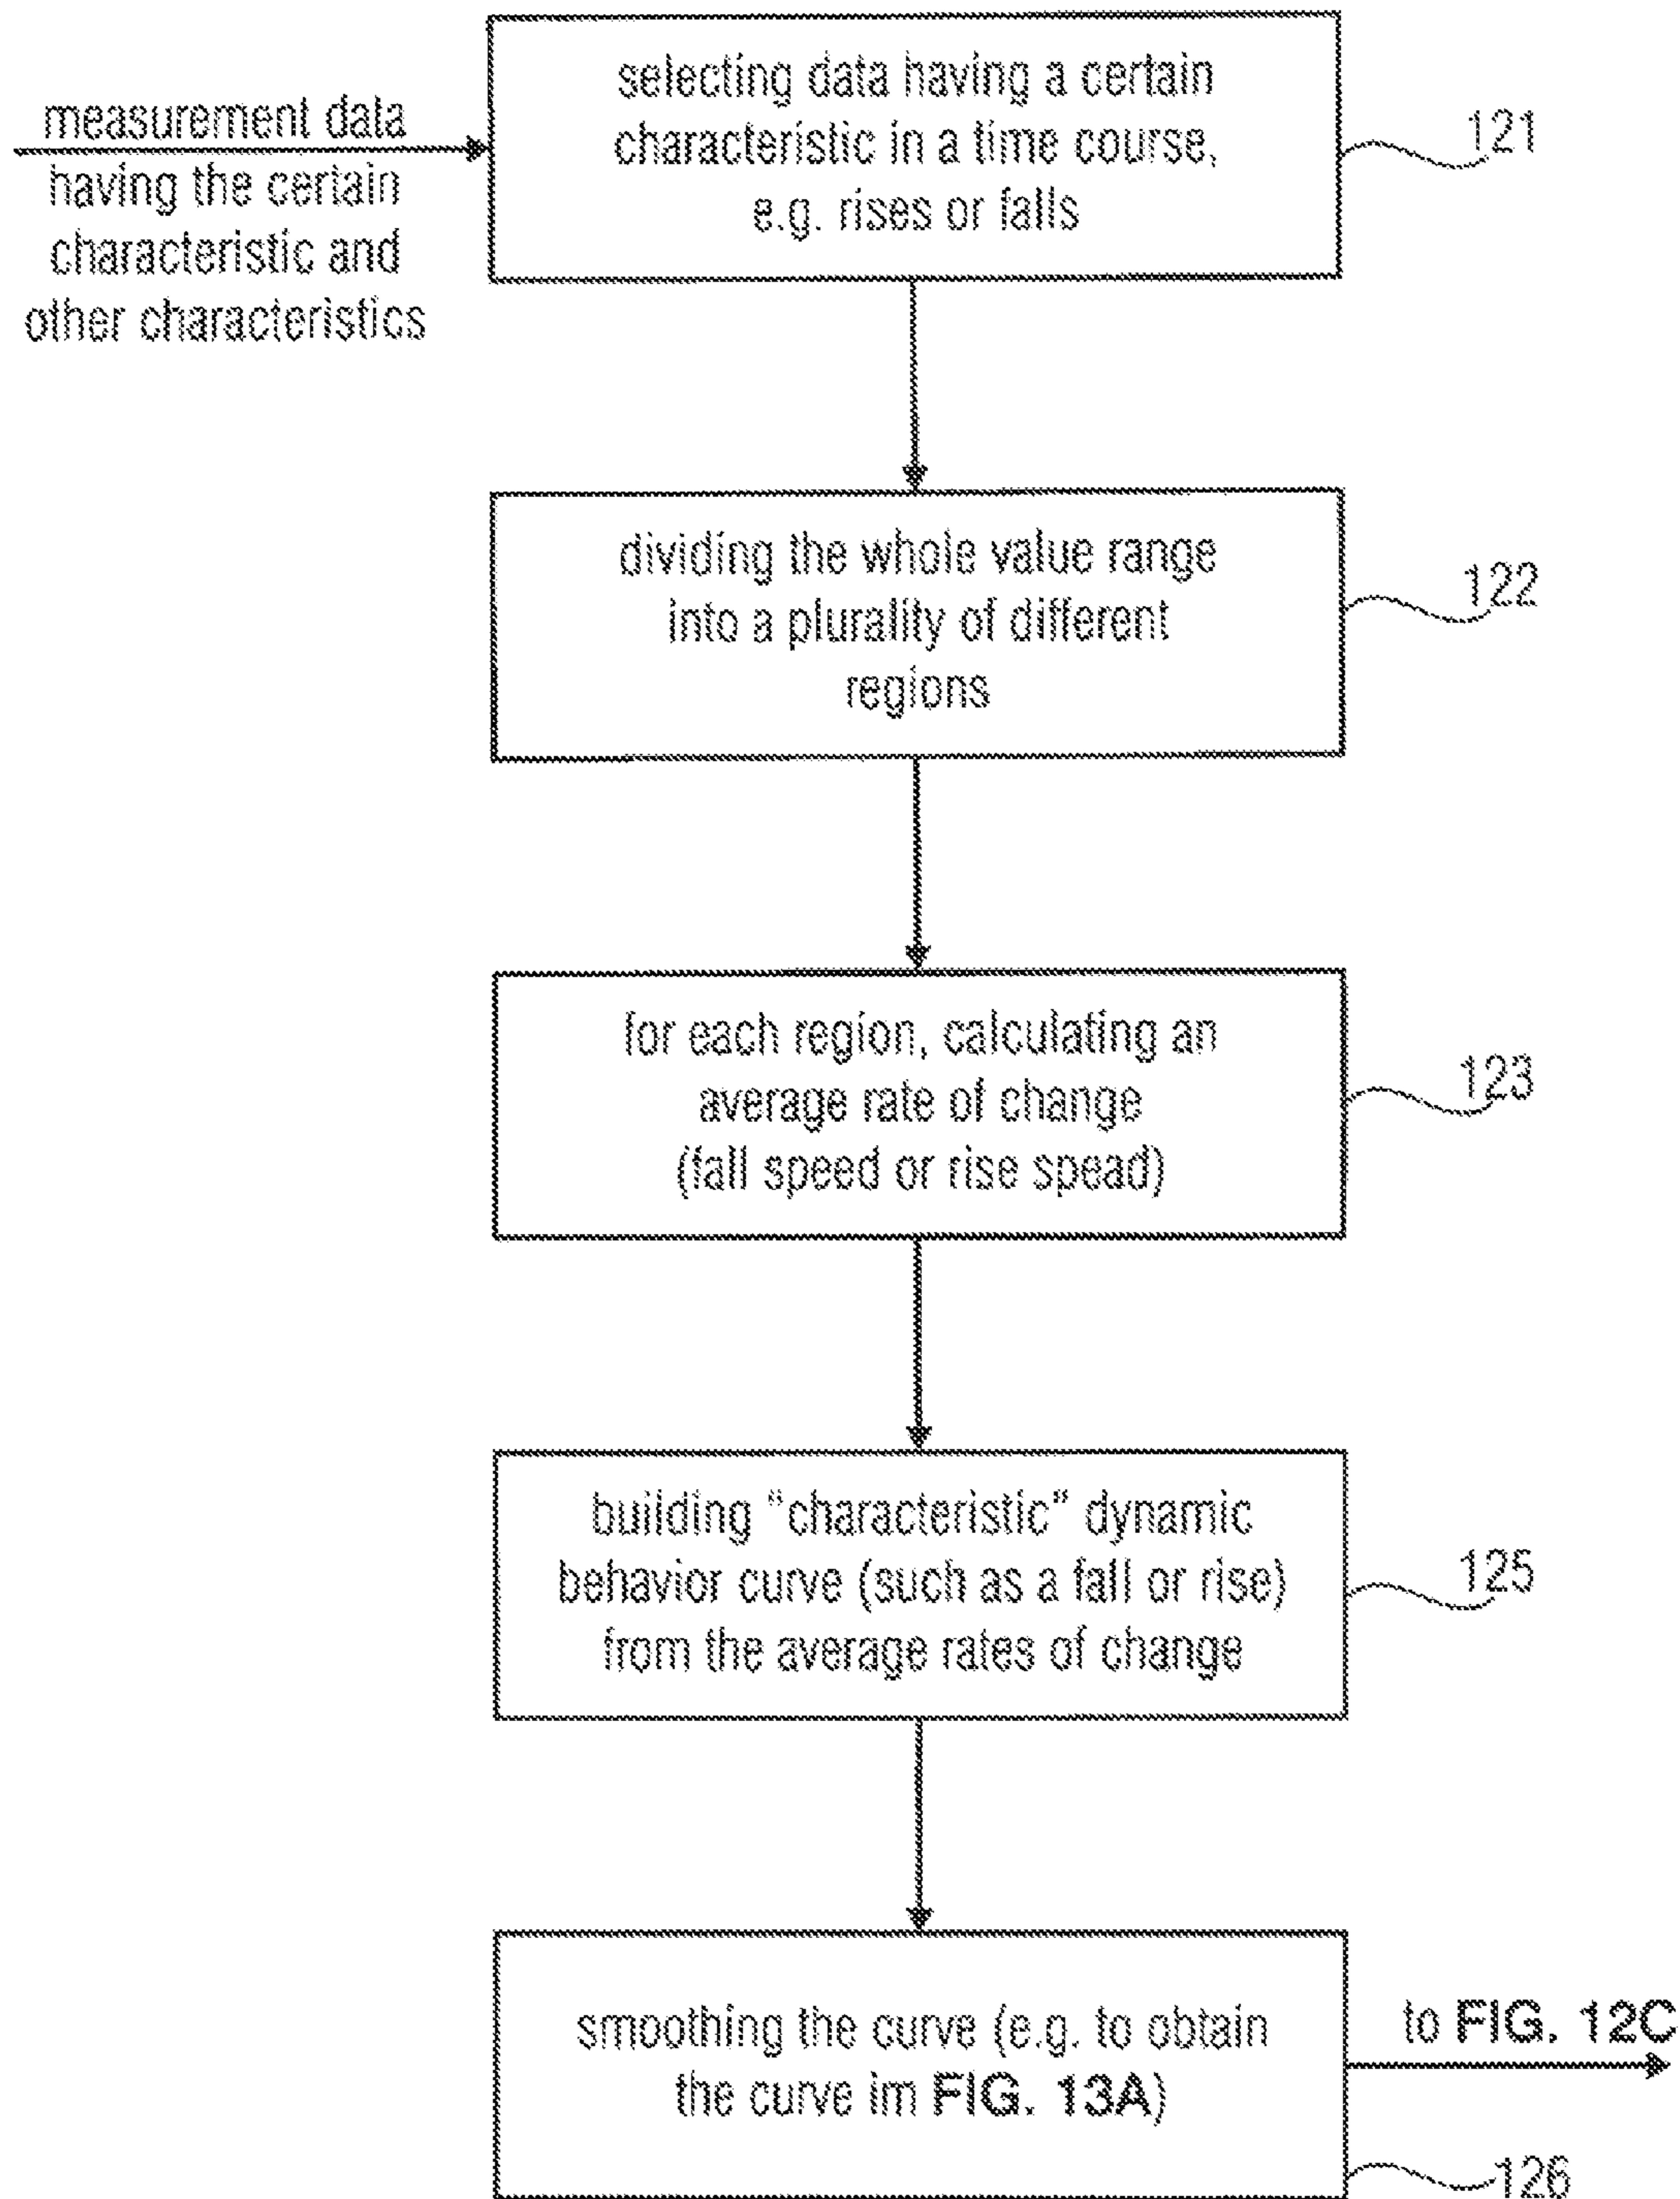 measurement data
having the certain
characteristic and
other characteristics
selecting data having a certain
characteristic in a time course,
e.g. rises or falls
121
dividing the whole value range
into a plurality of different
regions
122
for each region, calculating an
average rate of change
(fall speed or rise spead)
123
building "characteristic" dynamic
behavior curve (such as a fall or rise)
from the average rates of change
125
smoothing the curve (e.g. to obtain
the curve im FIG. 13A)
to FIG. 12C
126